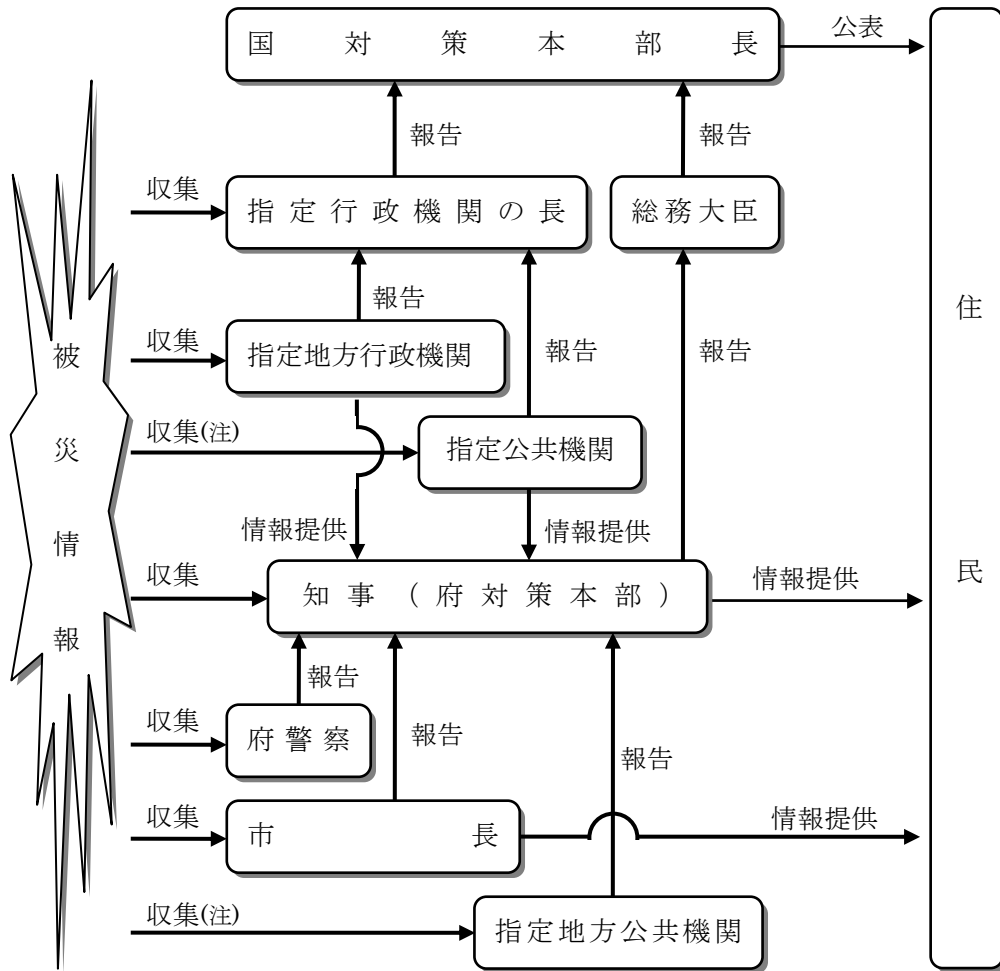 国対策本部長
公表
報告
報告
収集
指定行政機関の長
総務大臣
報告
収集
指定地方行政機関
報告
報告
収集(注)
指定公共機関
情報提供
情報提供
収集
知事(府対策本部)
情報提供
報告
収集
府警察
報告
報告
収集
市長
情報提供
収集(注)
指定地方公共機関
被災情報
住民